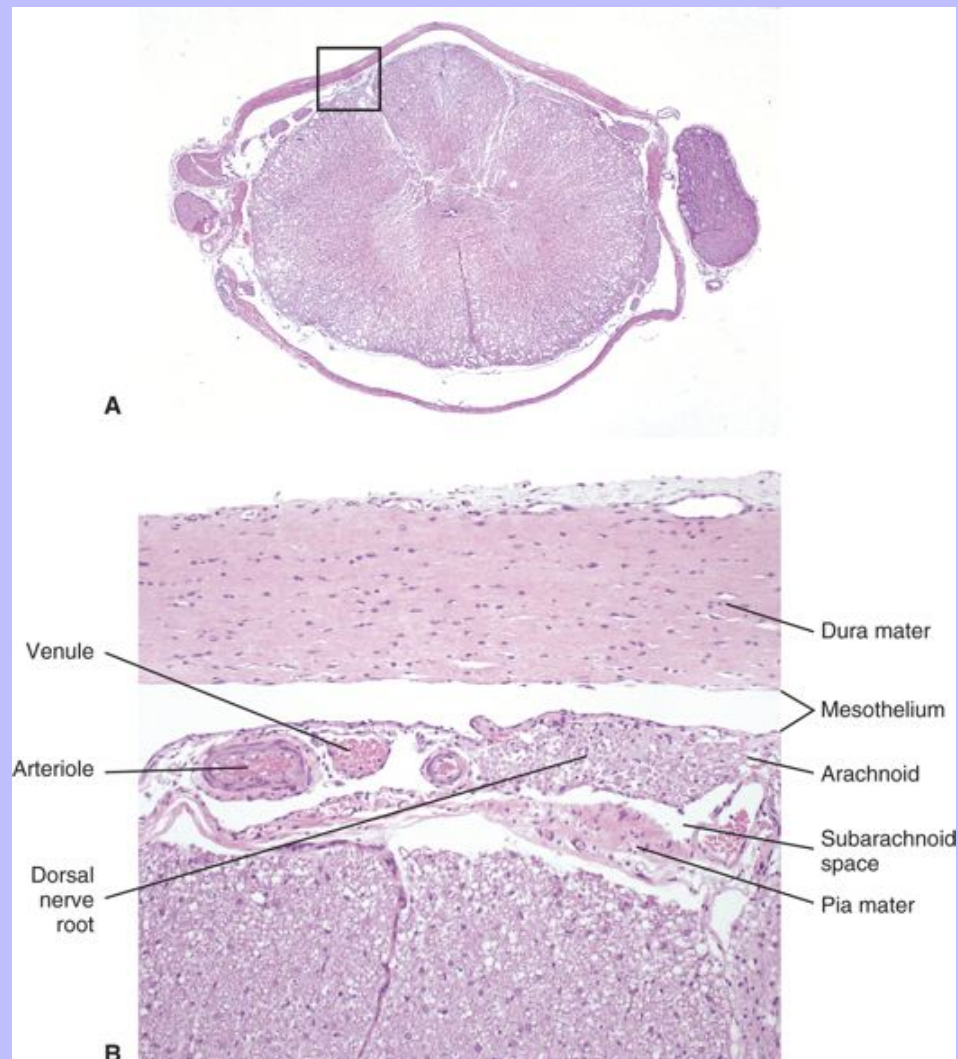 A
Venule
Arteriole
Dorsal
nerve
root
Dura mater
Mesothelium
Arachnoid
Subarachnoid
space
Pia mater
B